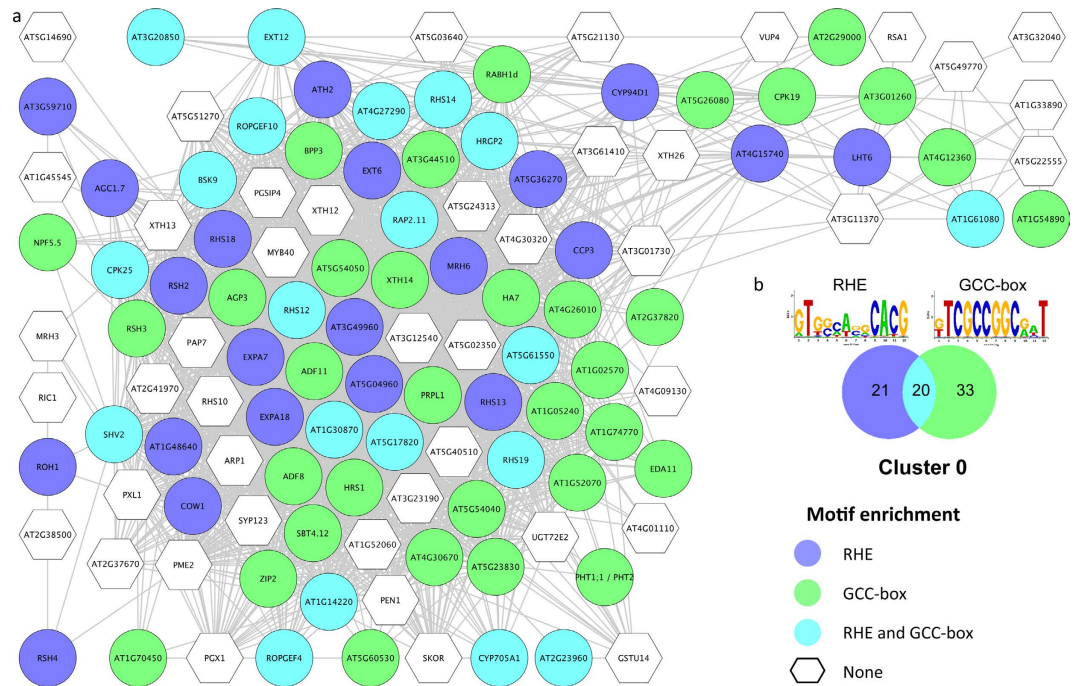 a
AT5G14690
AT3G20850
EXT12
AT5G03640
AT5G21130
VUP4
AT2G29000
RSA1
AT3G32040
AT5G49770
RABH1d
ATH2
CYP94D1
AT3G59710
AT4G27290
RHS14
AT5G26080
CPK19
AT3G01260
AT1G33890
AT5G51270
ROPGEF10
HRGP2
BPP3
AT3G44510
AT3G61410
XTH26
AT4G15740
LHT6
AT4G12360
AT5G22555
AT1G45545
EXT6
AGC1.7
BSK9
AT5G36270
PGSIP4
AT5G24313
XTH12
RAP2.11
AT3G11370
AT1G61080
AT1G54890
XTH13
RHS18
AT4G30320
NPF5.5
MYB40
CCP3
AT3G01730
MRH6
CPK25
RSH2
AT5G54050
XTH14
AGP3
RHS12
HA7
AT4G26010
AT2G37820
RSH3
AT3G49960
MRH3
PAP7
AT3G12540
AT5G02350
AT5G61550
EXPA7
ADF11
AT1G02570
AT2G41970
AT5G04960
AT4G09130
RIC1
RHS10
PRPL1
RHS13
AT1G05240
EXPA18
SHV2
AT1G30870
AT1G74770
AT1G48640
AT5G17820
AT5G40510
ARP1
RHS19
ROH1
EDA11
ADF8
HRS1
AT1G52070
PXL1
AT3G23190
COW1
AT5G54040
SYP123
AT4G01110
AT2G38500
SBT4.12
AT1G52060
UGT72E2
AT2G37670
AT4G30670
AT5G23830
PME2
ZIP2
PHT1;1 / PHT2
AT1G14220
PEN1
RSH4
AT1G70450
PGX1
ROPGEF4
AT5G60530
SKOR
CYP705A1
AT2G23960
GSTU14
b
RHE GCC-box
21 20 33
Cluster 0
Motif enrichment
RHE
GCC-box
RHE and GCC-box
None